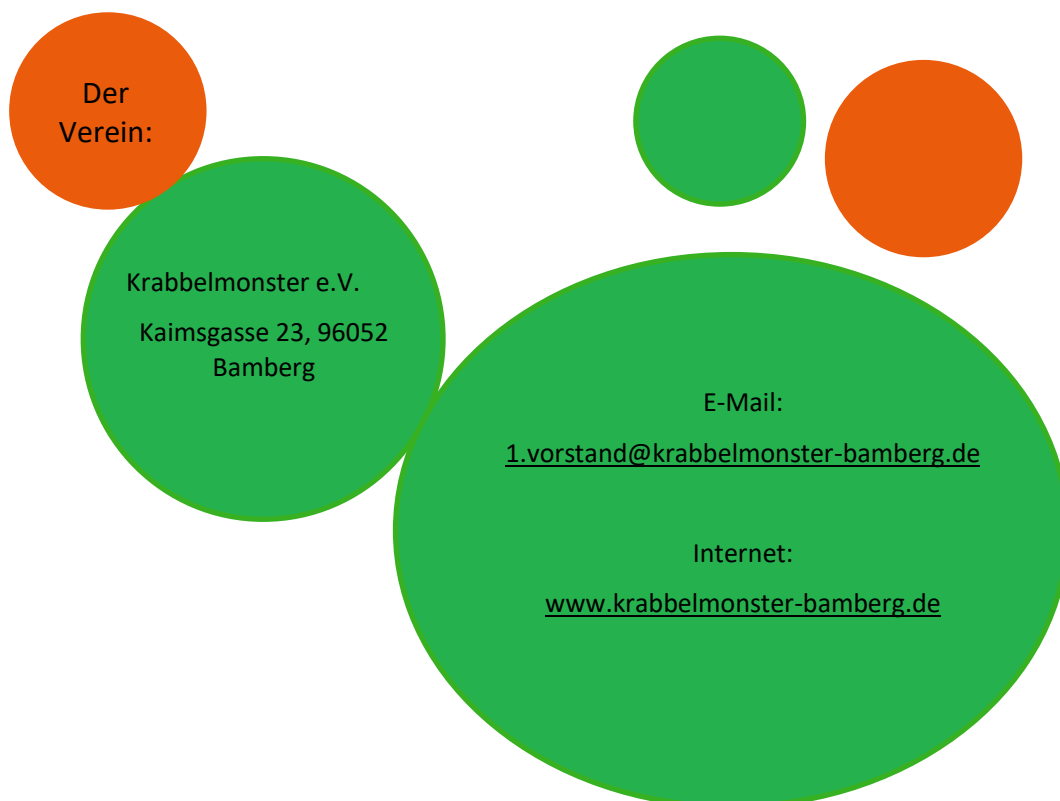 Der
Verein:
Krabbelmonster e.V.
Kaimsgasse 23, 96052
Bamberg
E-Mail:
1.vorstand@krabbelmonster-bamberg.de
Internet:
www.krabbelmonster-bamberg.de